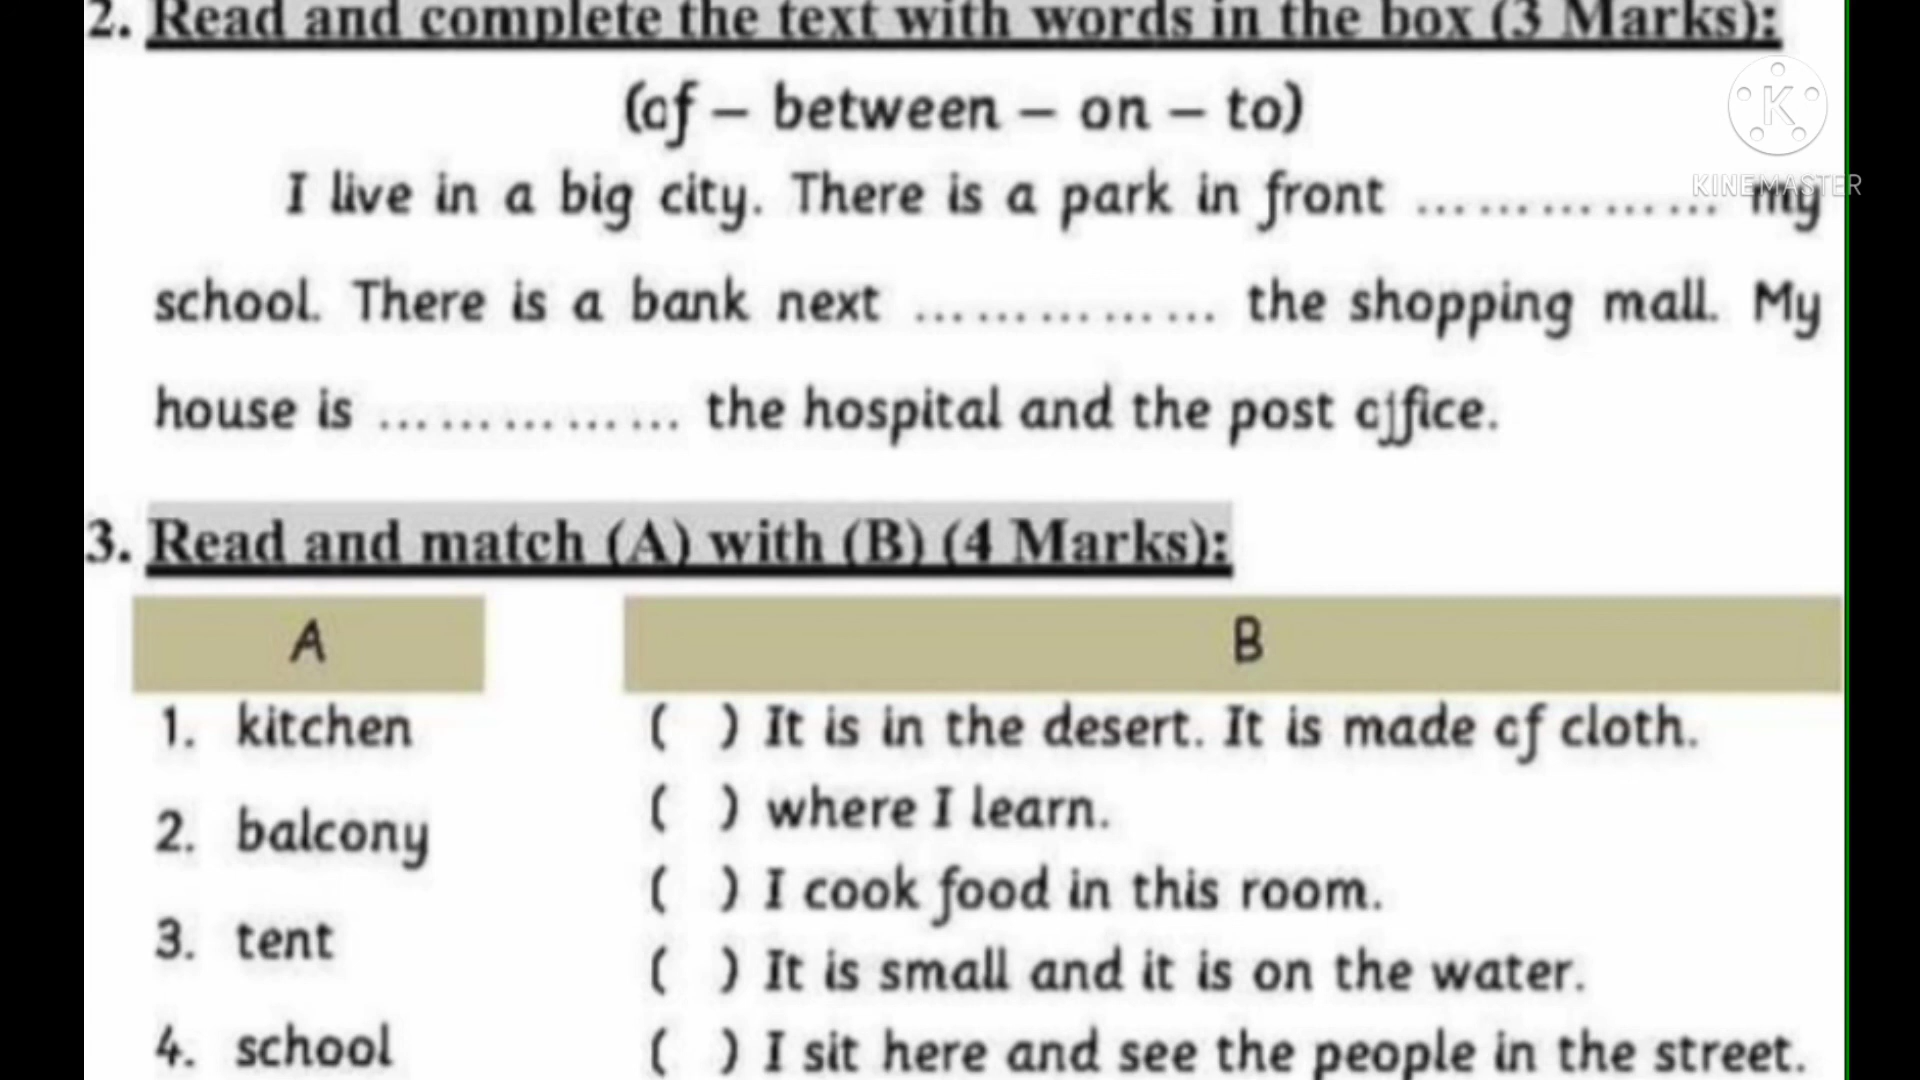 2. Read and complete the text with words in the box (3 Marks):
(of – between – on – to)
I live in a big city. There is a park in front …………… my
school. There is a bank next …………… the shopping mall. My
house is …………… the hospital and the post office.
3. Read and match (A) with (B) (4 Marks):
A B
1. kitchen ( ) It is in the desert. It is made of cloth.
( ) where I learn.
2. balcony
( ) I cook food in this room.
3. tent
( ) It is small and it is on the water.
4. school ( ) I sit here and see the people in the street.
K
KINEMASTER